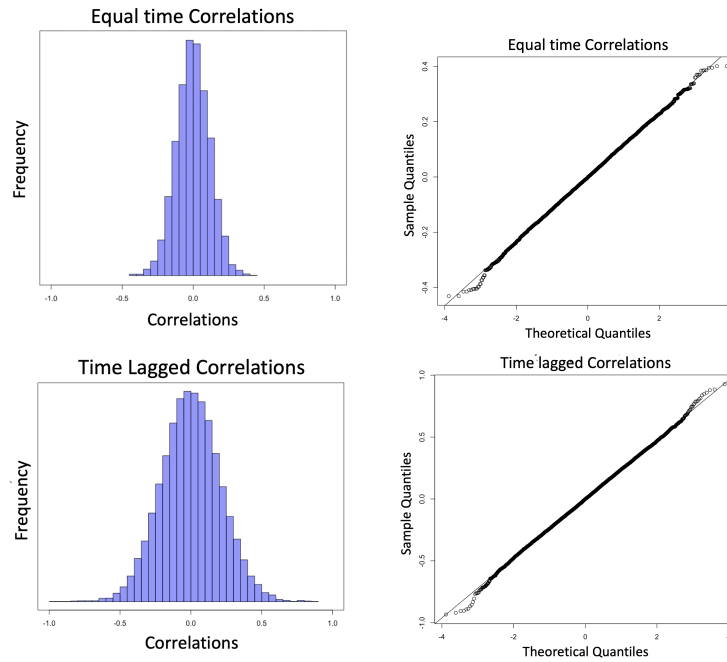 Equal time Correlations
Frequency
-1.0 -0.5 0.0 0.5 1.0
Correlations
Equal time Correlations
Sample Quantiles
0.4
0.2
0.0
-0.2
-0.4
-4 -2 0 2
Theoretical Quantiles
Time Lagged Correlations
Frequency
-1.0 -0.5 0.0 0.5 1.0
Correlations
Time lagged Correlations
Sample Quantiles
1.0
0.5
0.0
-0.5
-1.0
-4 -2 0 2
Theoretical Quantiles